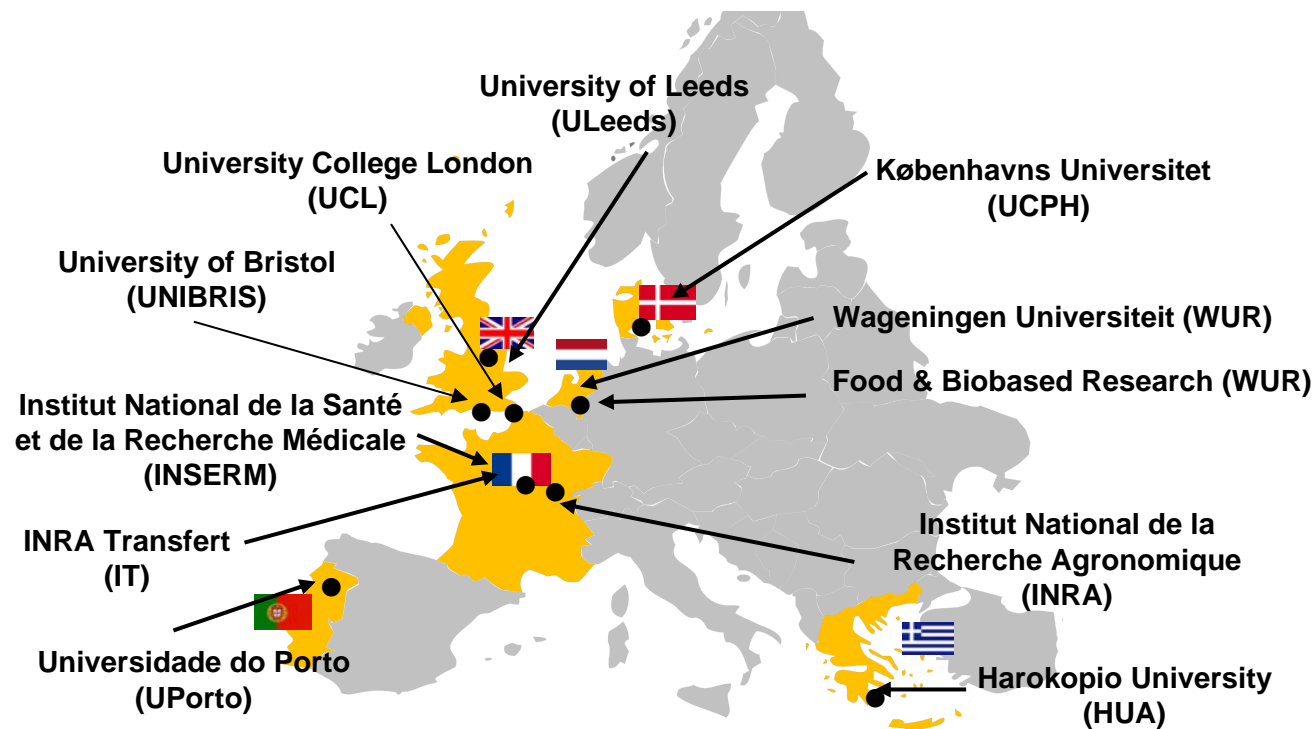 University of Leeds
(ULeeds)
University College London
(UCL)
Københavns Universitet
(UCPH)
University of Bristol
(UNIBRIS)
Wageningen Universiteit (WUR)
Food & Biobased Research (WUR)
Institut National de la Santé
et de la Recherche Médicale
(INSERM)
INRA Transfert
(IT)
Institut National de la
Recherche Agronomique
(INRA)
Universidade do Porto
(UPorto)
Harokopio University
(HUA)